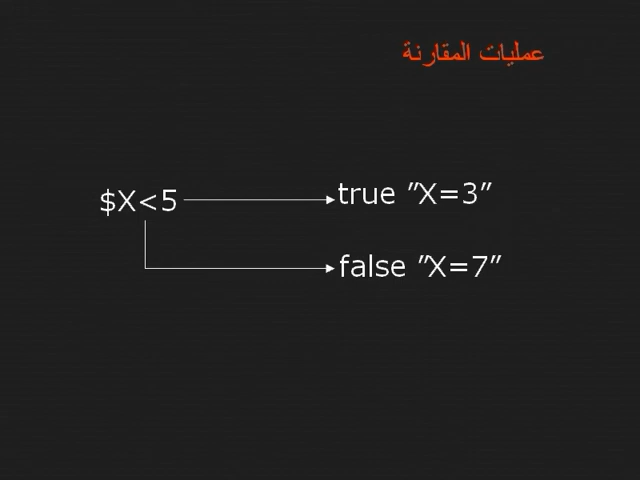 عمليات المقارنة
$X<5
true ”X=3”
false ”X=7”